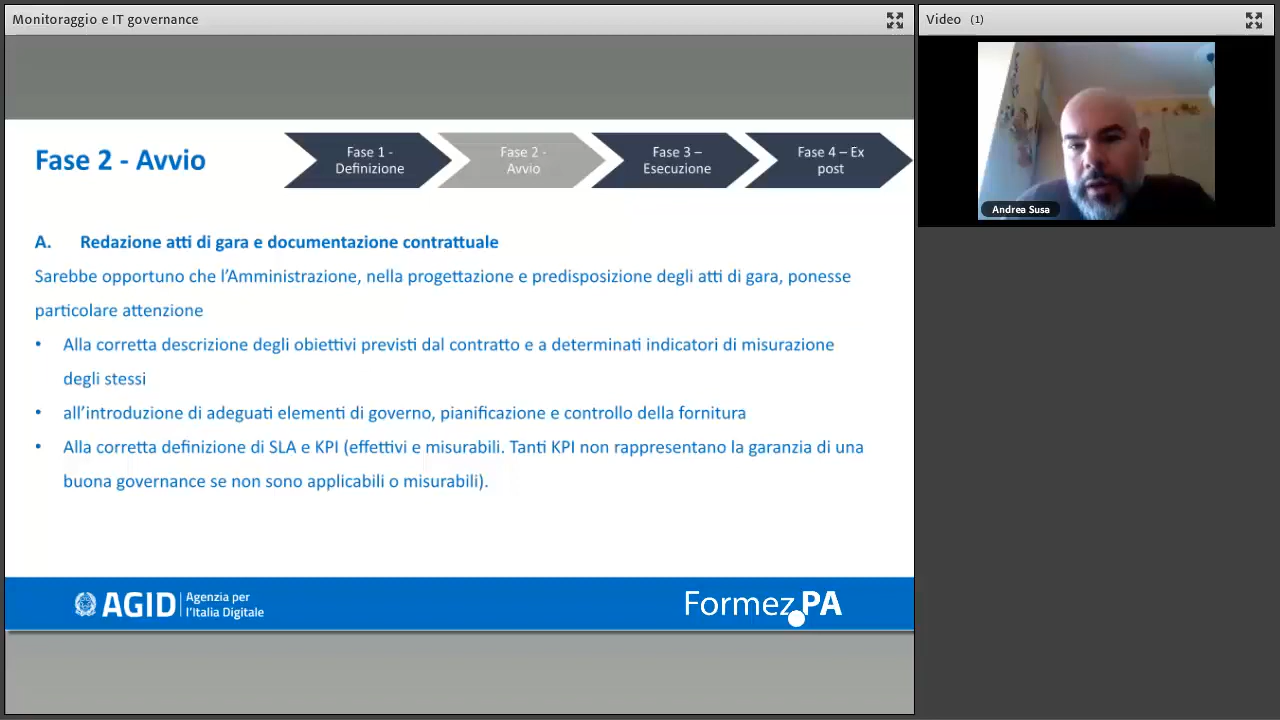 Monitoraggio e IT governance
Video (1)
Fase 2 - Avvio
Fase 1 -
Definizione
Fase 2 -
Avvio
Fase 3 –
Esecuzione
Fase 4 – Ex
post
Andrea Susa
A. Redazione atti di gara e documentazione contrattuale
Sarebbe opportuno che l’Amministrazione, nella progettazione e predisposizione degli atti di gara, ponesse
particolare attenzione
• Alla corretta descrizione degli obiettivi previsti dal contratto e a determinati indicatori di misurazione
degli stessi
• all’introduzione di adeguati elementi di governo, pianificazione e controllo della fornitura
• Alla corretta definizione di SLA e KPI (effettivi e misurabili. Tanti KPI non rappresentano la garanzia di una
buona governance se non sono applicabili o misurabili).
AGID
Agenzia per
l’Italia Digitale
Formez PA